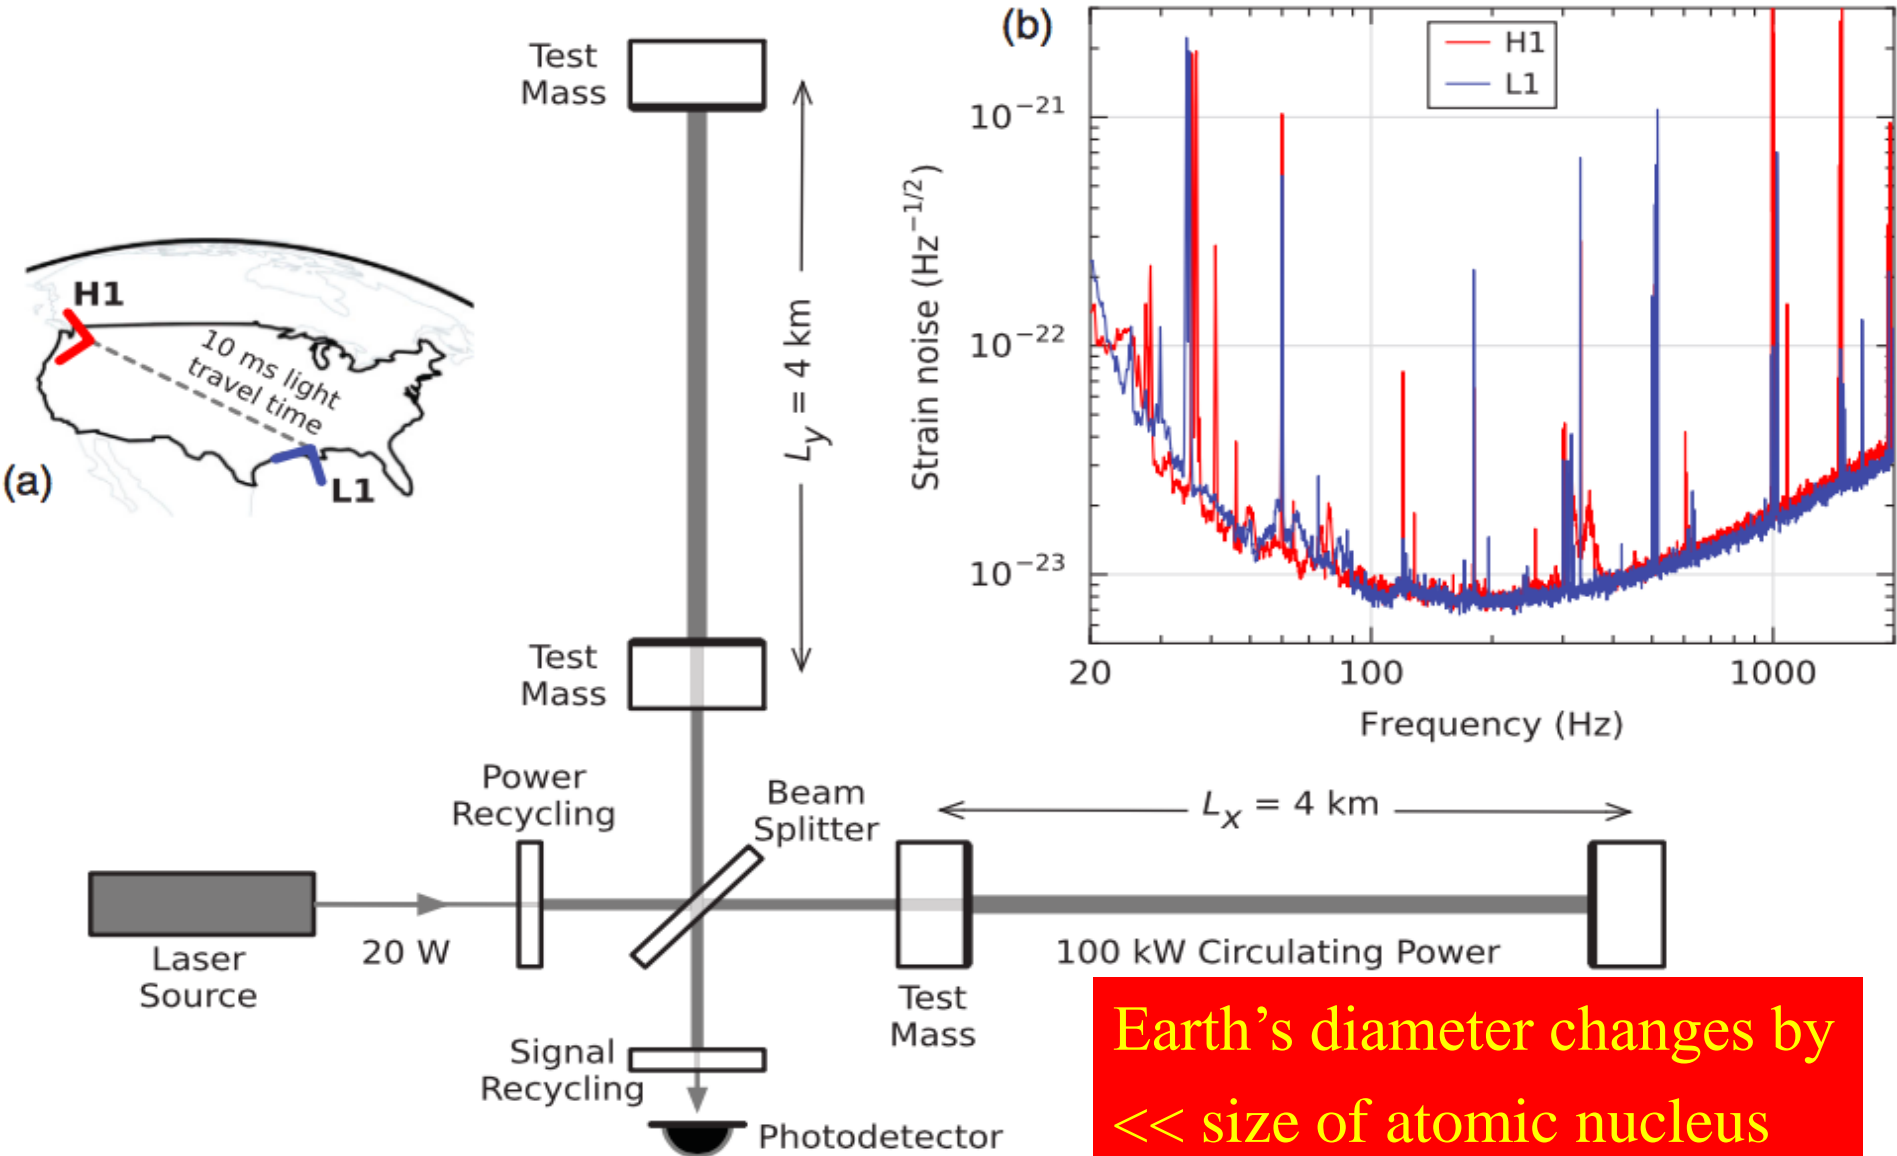 Test
Mass
(b)
H1
L1
10⁻²¹
10⁻²²
10⁻²³
Strain noise (Hz⁻¹/²)
20
100
1000
Frequency (Hz)
H1
10 ms light
travel time
L1
(a)
Ly = 4 km
Test
Mass
Power
Recycling
Beam
Splitter
Lx = 4 km
Laser
Source
20 W
100 kW Circulating Power
Test
Mass
Signal
Recycling
Photodetector
Earth’s diameter changes by
<< size of atomic nucleus